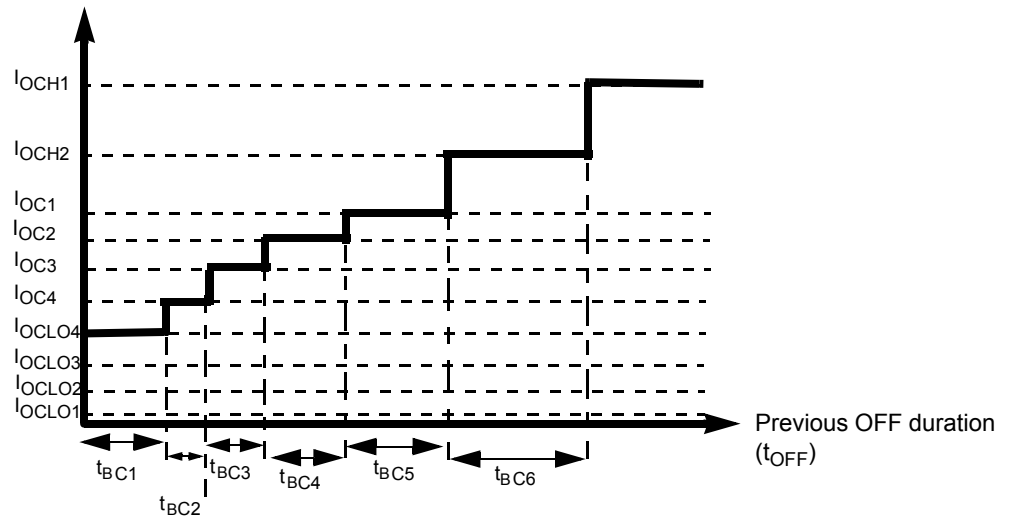 IOCH1
IOCH2
IOC1
IOC2
IOC3
IOC4
IOCLO4
IOCLO3
IOCLO2
IOCLO1
Previous OFF duration
(tOFF)
tBC1
tBC2
tBC3
tBC4
tBC5
tBC6